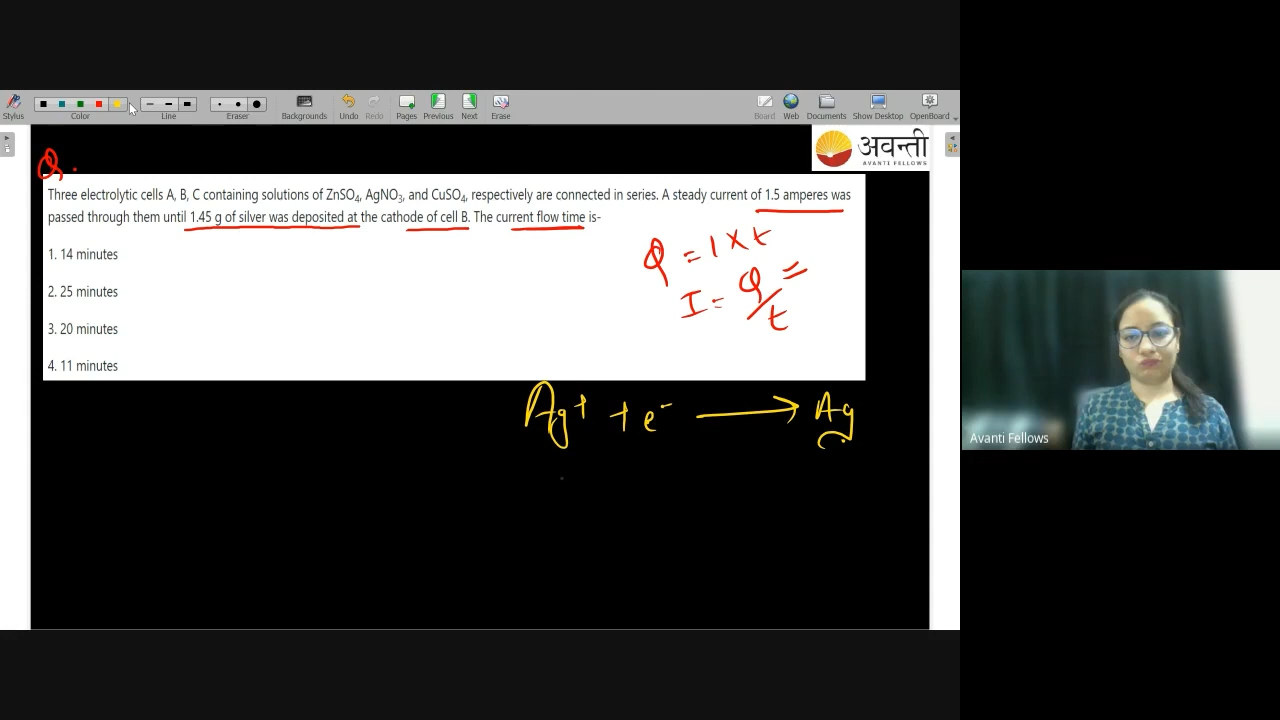 Stylus
Color
Line
Eraser
Backgrounds
Undo
Redo
Pages
Previous
Next
Erase
Board
Web
Documents
Show Desktop
OpenBoard
अवन्ती
AVANTI FELLOWS
Q.
Three electrolytic cells A, B, C containing solutions of ZnSO₄, AgNO₃, and CuSO₄, respectively are connected in series. A steady current of 1.5 amperes was
passed through them until 1.45 g of silver was deposited at the cathode of cell B. The current flow time is-
1. 14 minutes
2. 25 minutes
3. 20 minutes
4. 11 minutes
Q = I × t
I = Q/t =
Ag⁺ + e⁻ → Ag
Avanti Fellows